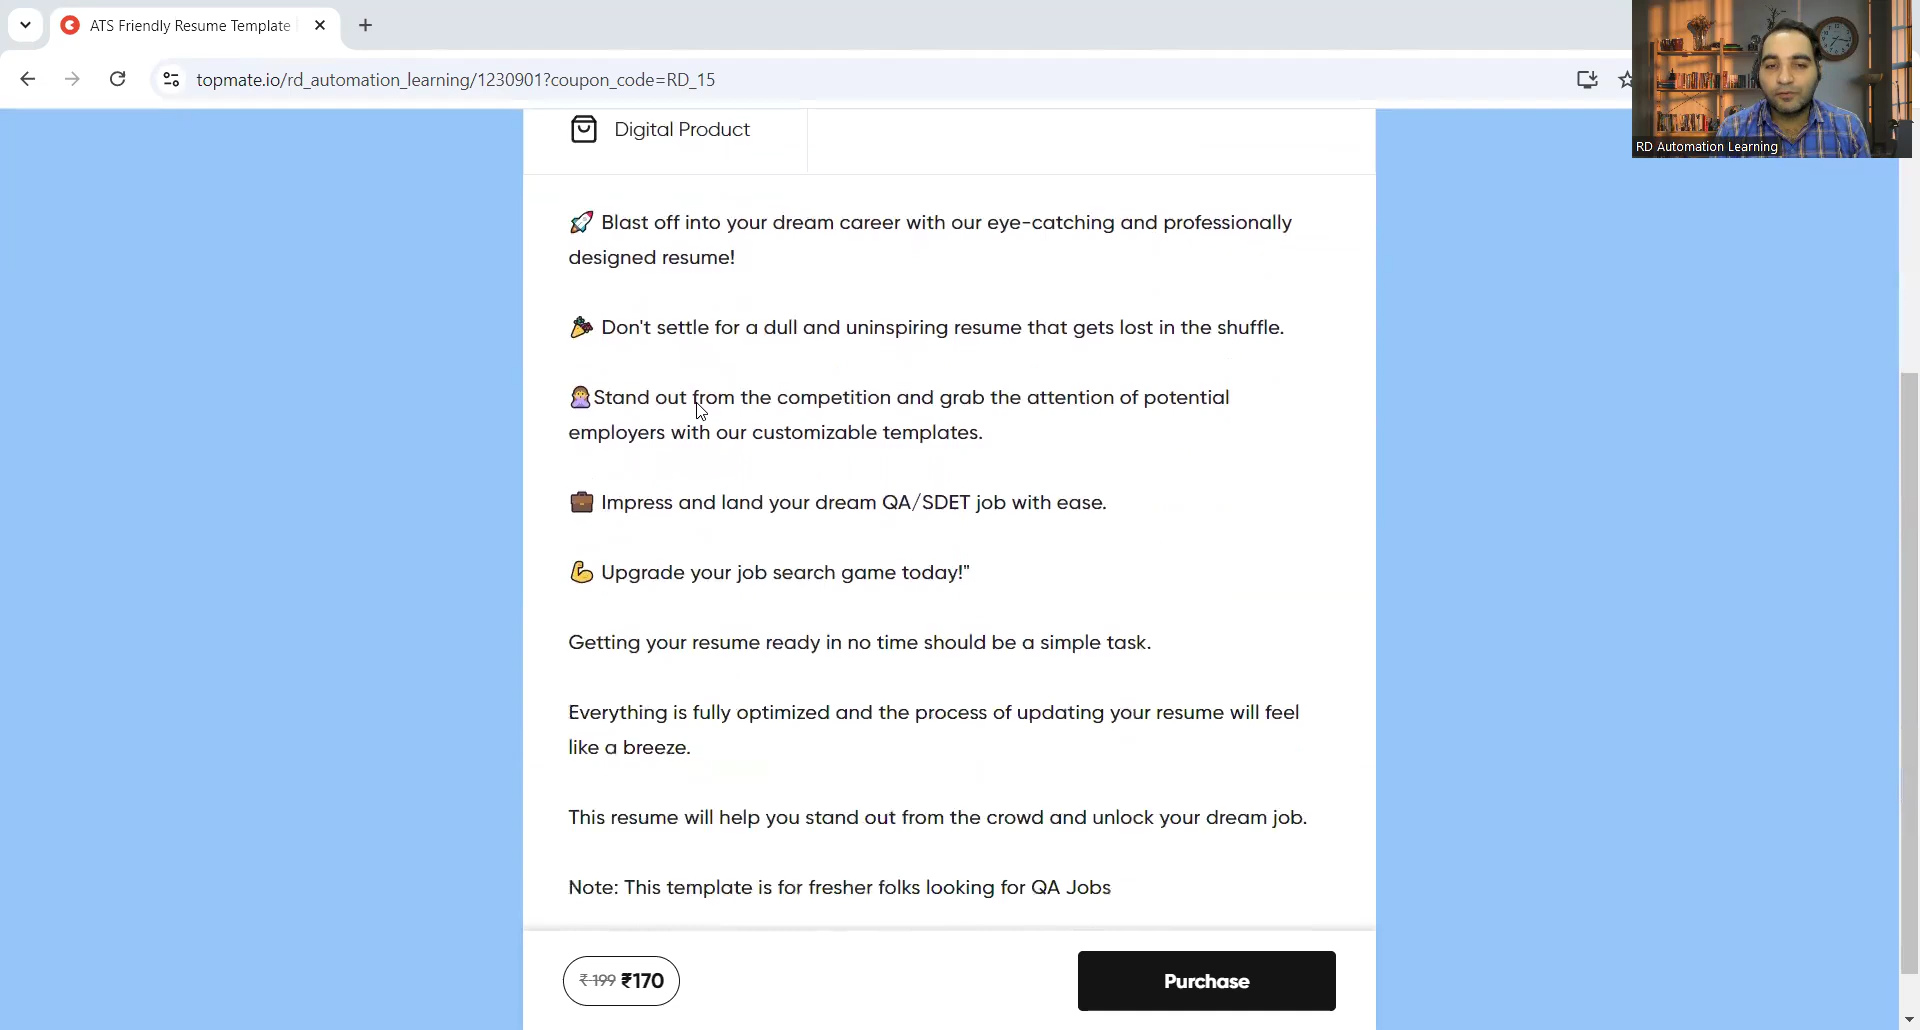 ATS Friendly Resume Template
topmate.io/rd_automation_learning/1230901?coupon_code=RD_15
RD Automation Learning
Digital Product
🚀 Blast off into your dream career with our eye-catching and professionally
designed resume!
🎉 Don't settle for a dull and uninspiring resume that gets lost in the shuffle.
Stand out from the competition and grab the attention of potential
employers with our customizable templates.
💼 Impress and land your dream QA/SDET job with ease.
💪 Upgrade your job search game today!"
Getting your resume ready in no time should be a simple task.
Everything is fully optimized and the process of updating your resume will feel
like a breeze.
This resume will help you stand out from the crowd and unlock your dream job.
Note: This template is for fresher folks looking for QA Jobs
₹199 ₹170
Purchase